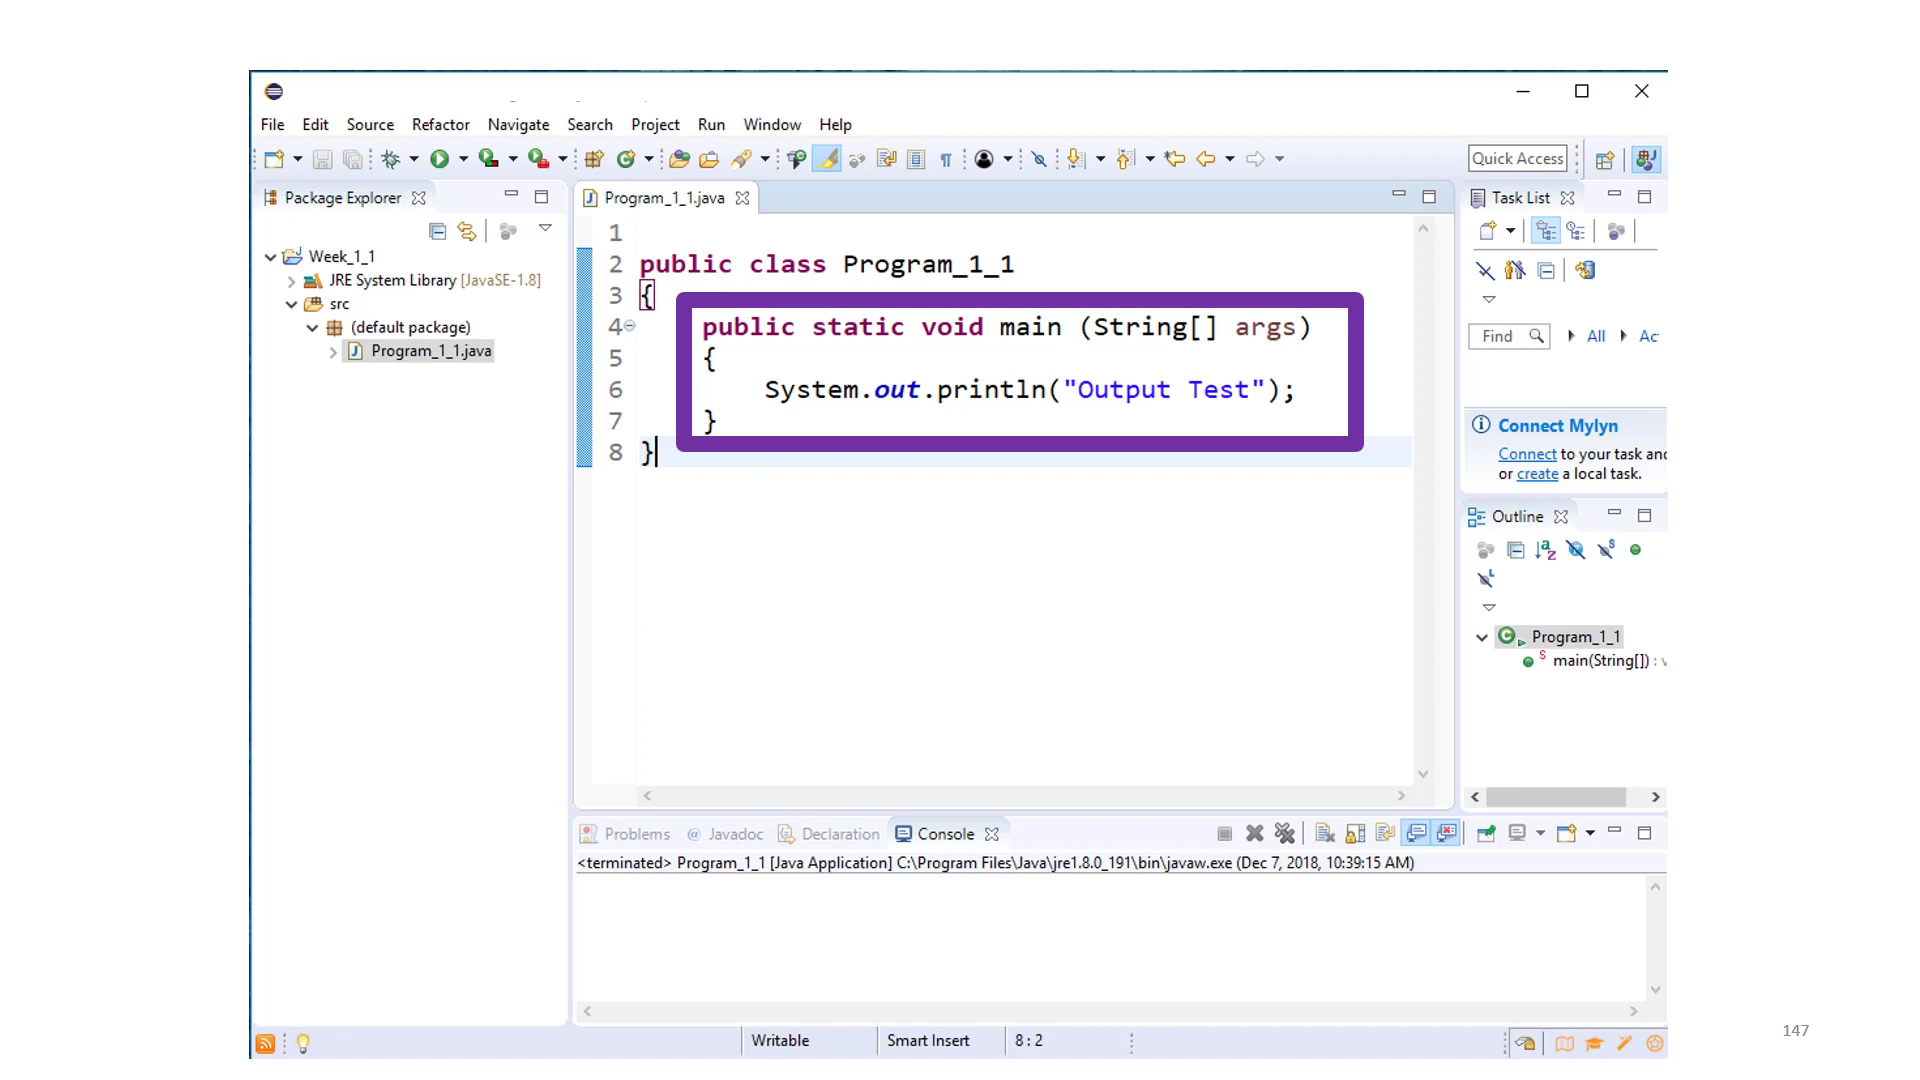 File Edit Source Refactor Navigate Search Project Run Window Help
Quick Access
Package Explorer
Week_1_1
JRE System Library [JavaSE-1.8]
src
(default package)
Program_1_1.java
Program_1_1.java
1
2 public class Program_1_1
3 {
4 public static void main (String[] args)
5 {
6 System.out.println("Output Test");
7 }
8 }
Task List
Find All Ac
Connect Mylyn
Connect to your task and
or create a local task.
Outline
Program_1_1
main(String[]) : v
Problems @ Javadoc Declaration Console
<terminated> Program_1_1 [Java Application] C:\Program Files\Java\jre1.8.0_191\bin\javaw.exe (Dec 7, 2018, 10:39:15 AM)
Writable Smart Insert 8 : 2
147